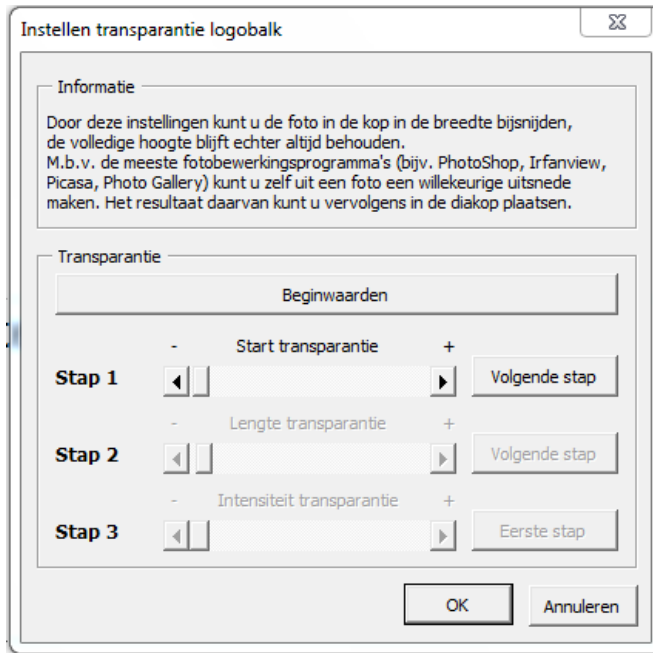 Instellen transparantie logobalk
Informatie
Door deze instellingen kunt u de foto in de kop in de breedte bijsnijden,
de volledige hoogte blijft echter altijd behouden.
M.b.v. de meeste fotobewerkingsprogramma's (bijv. PhotoShop, Irfanview,
Picasa, Photo Gallery) kunt u zelf uit een foto een willekeurige uitsnede
maken. Het resultaat daarvan kunt u vervolgens in de diakop plaatsen.
Transparantie
Beginwaarden
- Start transparantie +
Stap 1 Volgende stap
- Lengte transparantie +
Stap 2 Volgende stap
- Intensiteit transparantie +
Stap 3 Eerste stap
OK Annuleren